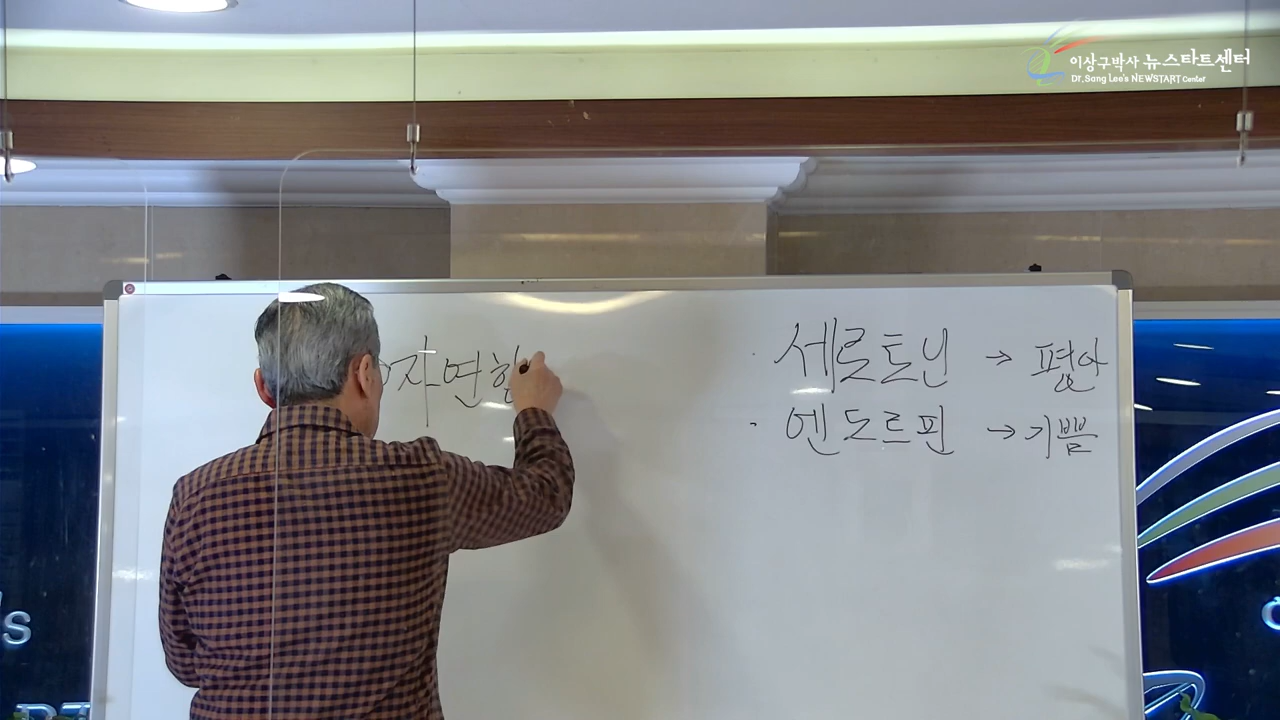 이상구박사 뉴스타트센터
Dr. Sang Lee's NEWSTART Center
자연
· 세로토닌 → 평안
· 엔도르핀 → 기쁨